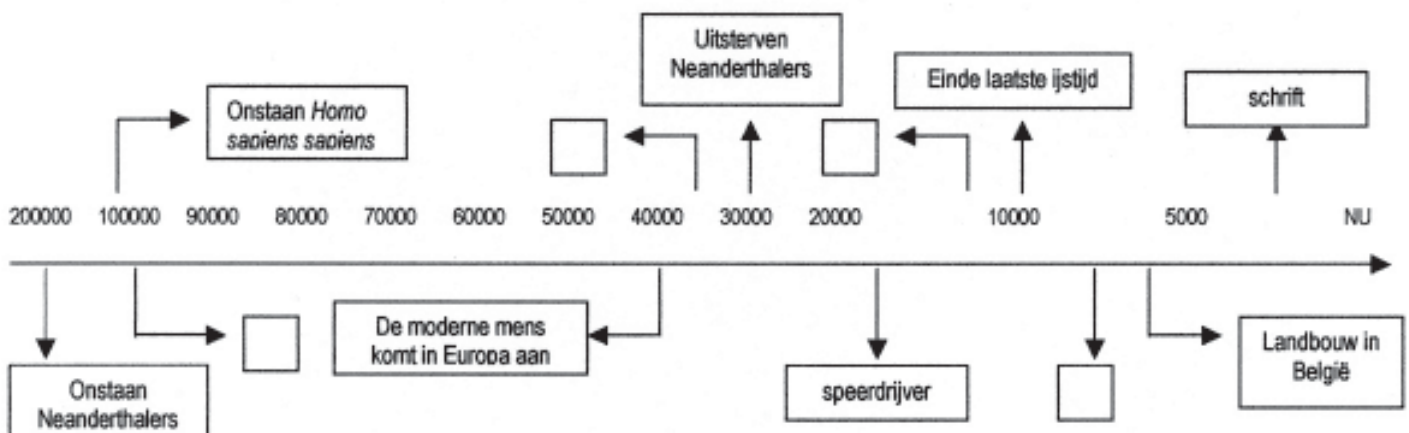 Uitsterven
Neanderthalers
Einde laatste ijstijd
schrift
Onstaan Homo
sapiens sapiens
200000 100000 90000 80000 70000 60000 50000 40000 30000 20000 10000 5000 NU
De moderne mens
komt in Europa aan
Landbouw in
België
Onstaan
Neanderthalers
speerdrijver